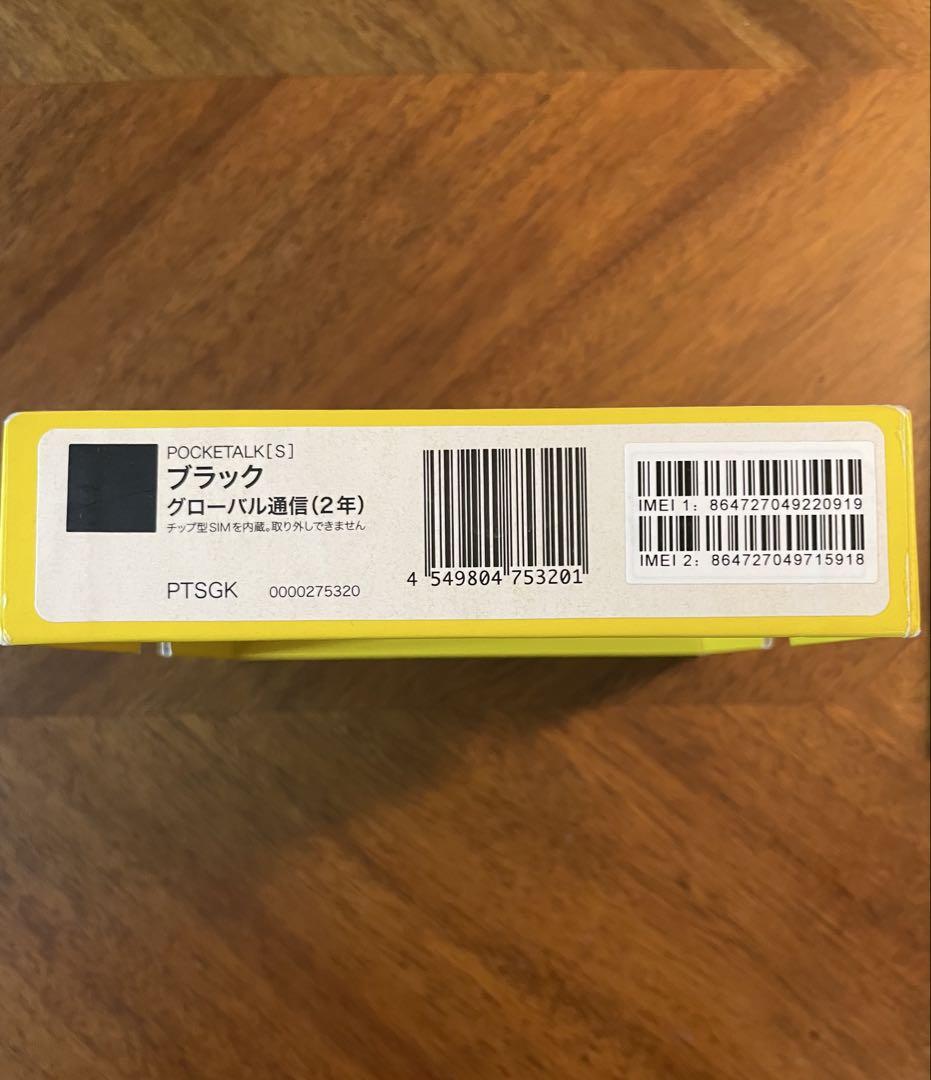 POCKETALK[S]
ブラック
グローバル通信(2年)
チップ型SIMを内蔵。取り外しできません
PTSGK 0000275320
4 549804 753201
IMEI 1: 864727049220919
IMEI 2: 864727049715918